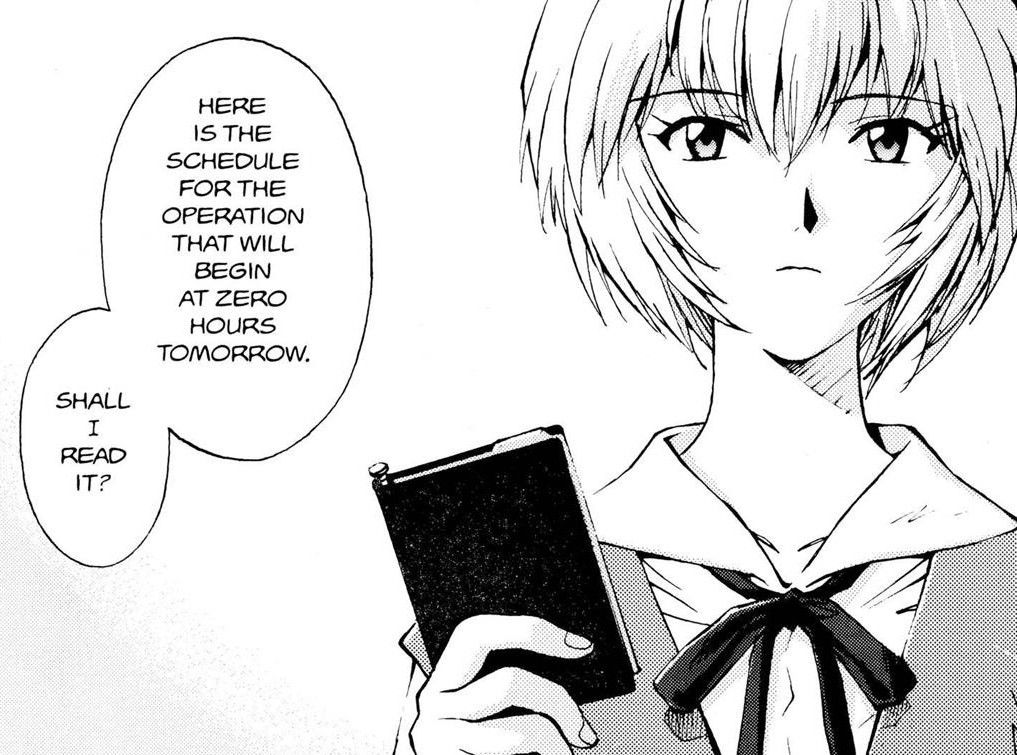 HERE
IS THE
SCHEDULE
FOR THE
OPERATION
THAT WILL
BEGIN
AT ZERO
HOURS
TOMORROW.
SHALL
I
READ
IT?